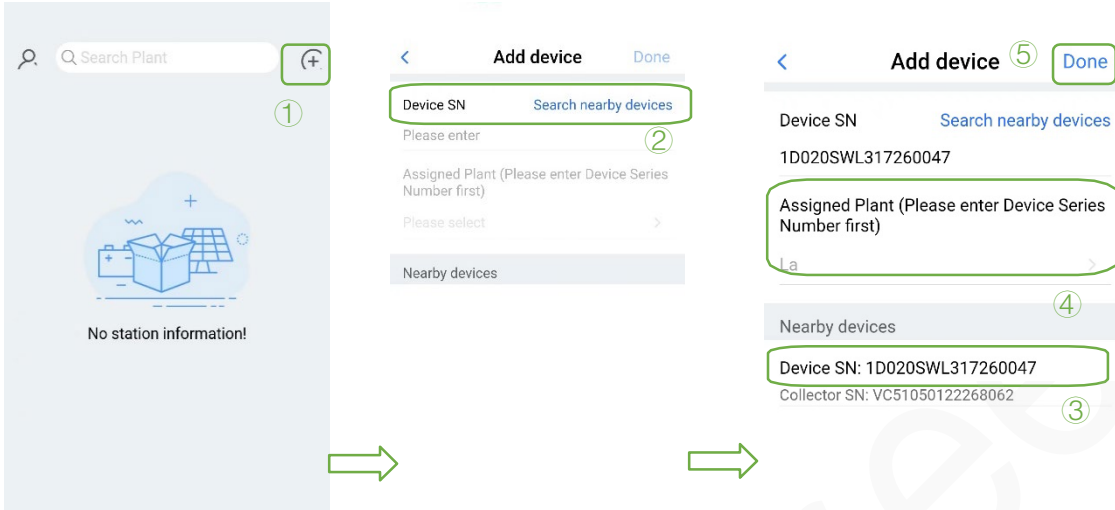 Search Plant
①
No station information!
Add device
Done
Device SN
Search nearby devices
②
Please enter
Assigned Plant (Please enter Device Series
Number first)
Please select
Nearby devices
Add device
⑤
Done
Device SN
Search nearby devices
1D020SWL317260047
Assigned Plant (Please enter Device Series
Number first)
La
④
Nearby devices
Device SN: 1D020SWL317260047
Collector SN: VC51050122268062
③